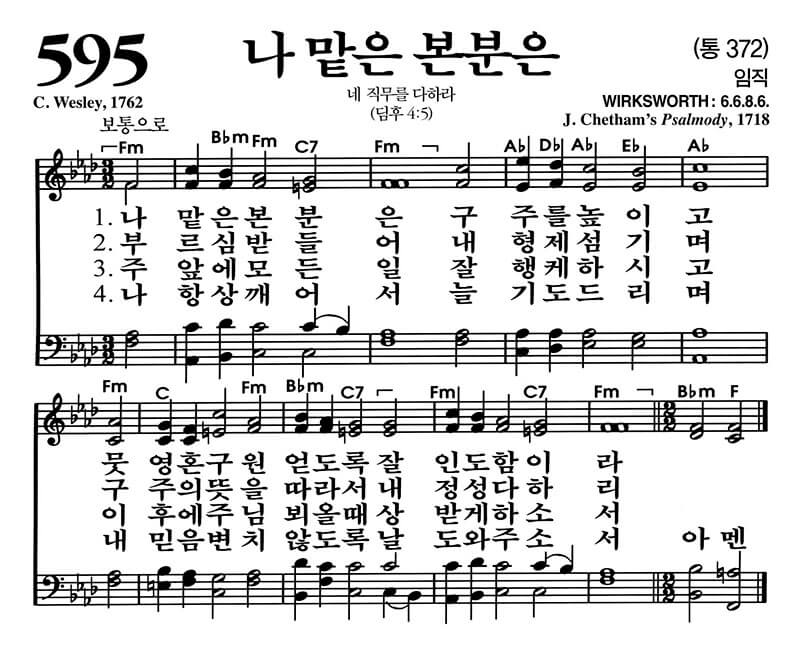 595
나 맡은 본분은
(통 372)
임직
C. Wesley, 1762
네 직무를 다하라
(딤후 4:5)
WIRKSWORTH : 6.6.8.6.
J. Chetham's Psalmody, 1718
보통으로
Fm B♭m Fm C7 Fm A♭ D♭ A♭ E♭ A♭
3 2
1. 나 맡은본 분 은 구 주를높 이 고
2. 부 르심받 들 어 내 형제섬 기 며
3. 주 앞에모 든 일 잘 행케하 시 고
4. 나 항상깨 어 서 늘 기도드 리 며
3 2
Fm C Fm B♭m C7 Fm C7 Fm B♭m F
2 2
뭇 영혼구 원 얻도록잘 인도함이 라
구 주의뜻 을 따라서내 정성다하 리
이 후에주 님 뵈올때상 받게하소 서
내 믿음변 치 않도록날 도와주소 서 아 멘
2 2